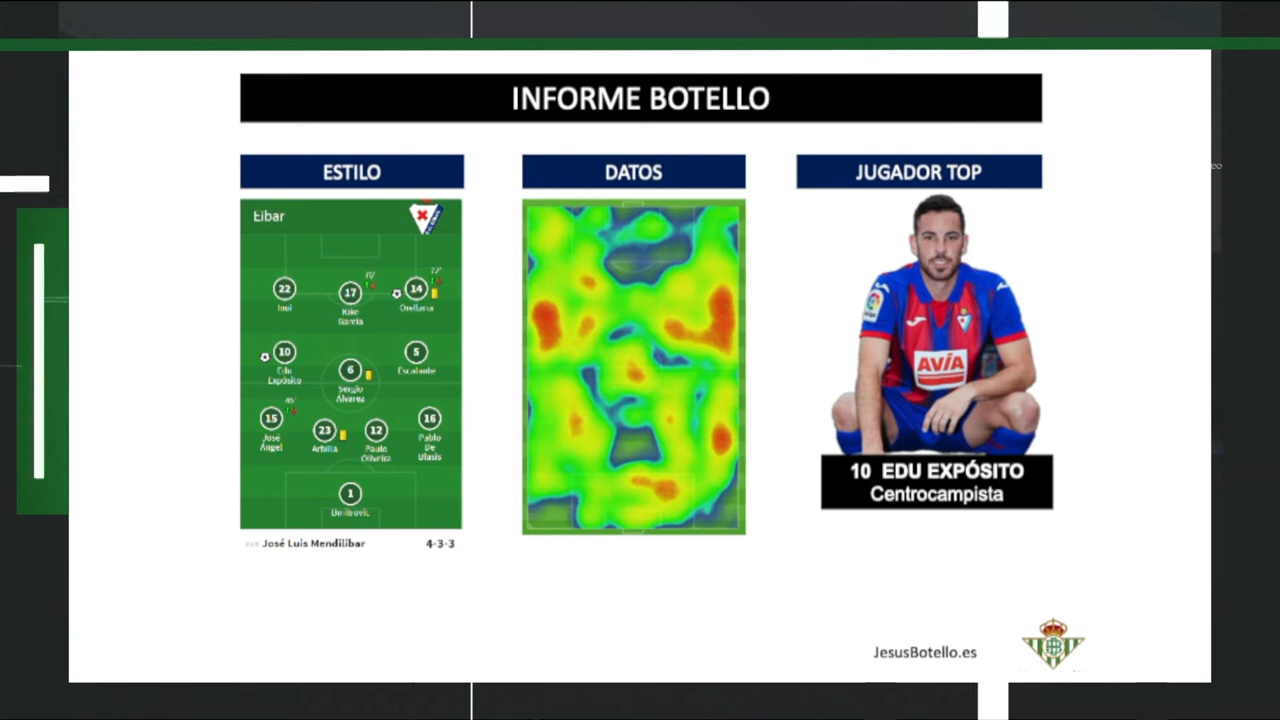 INFORME BOTELLO
ESTILO
Eibar
22
Inui
17
Kike
García
14
Orellana
10
Edu
Expósito
6
Sergio
Álvarez
5
Escalante
15
José
Ángel
23
Arbilla
12
Paulo
Oliveira
16
Pablo
De
Blasis
1
Dmitrovic
José Luis Mendilibar 4-3-3
DATOS
JUGADOR TOP
AVIA
10 EDU EXPÓSITO
Centrocampista
JesusBotello.es